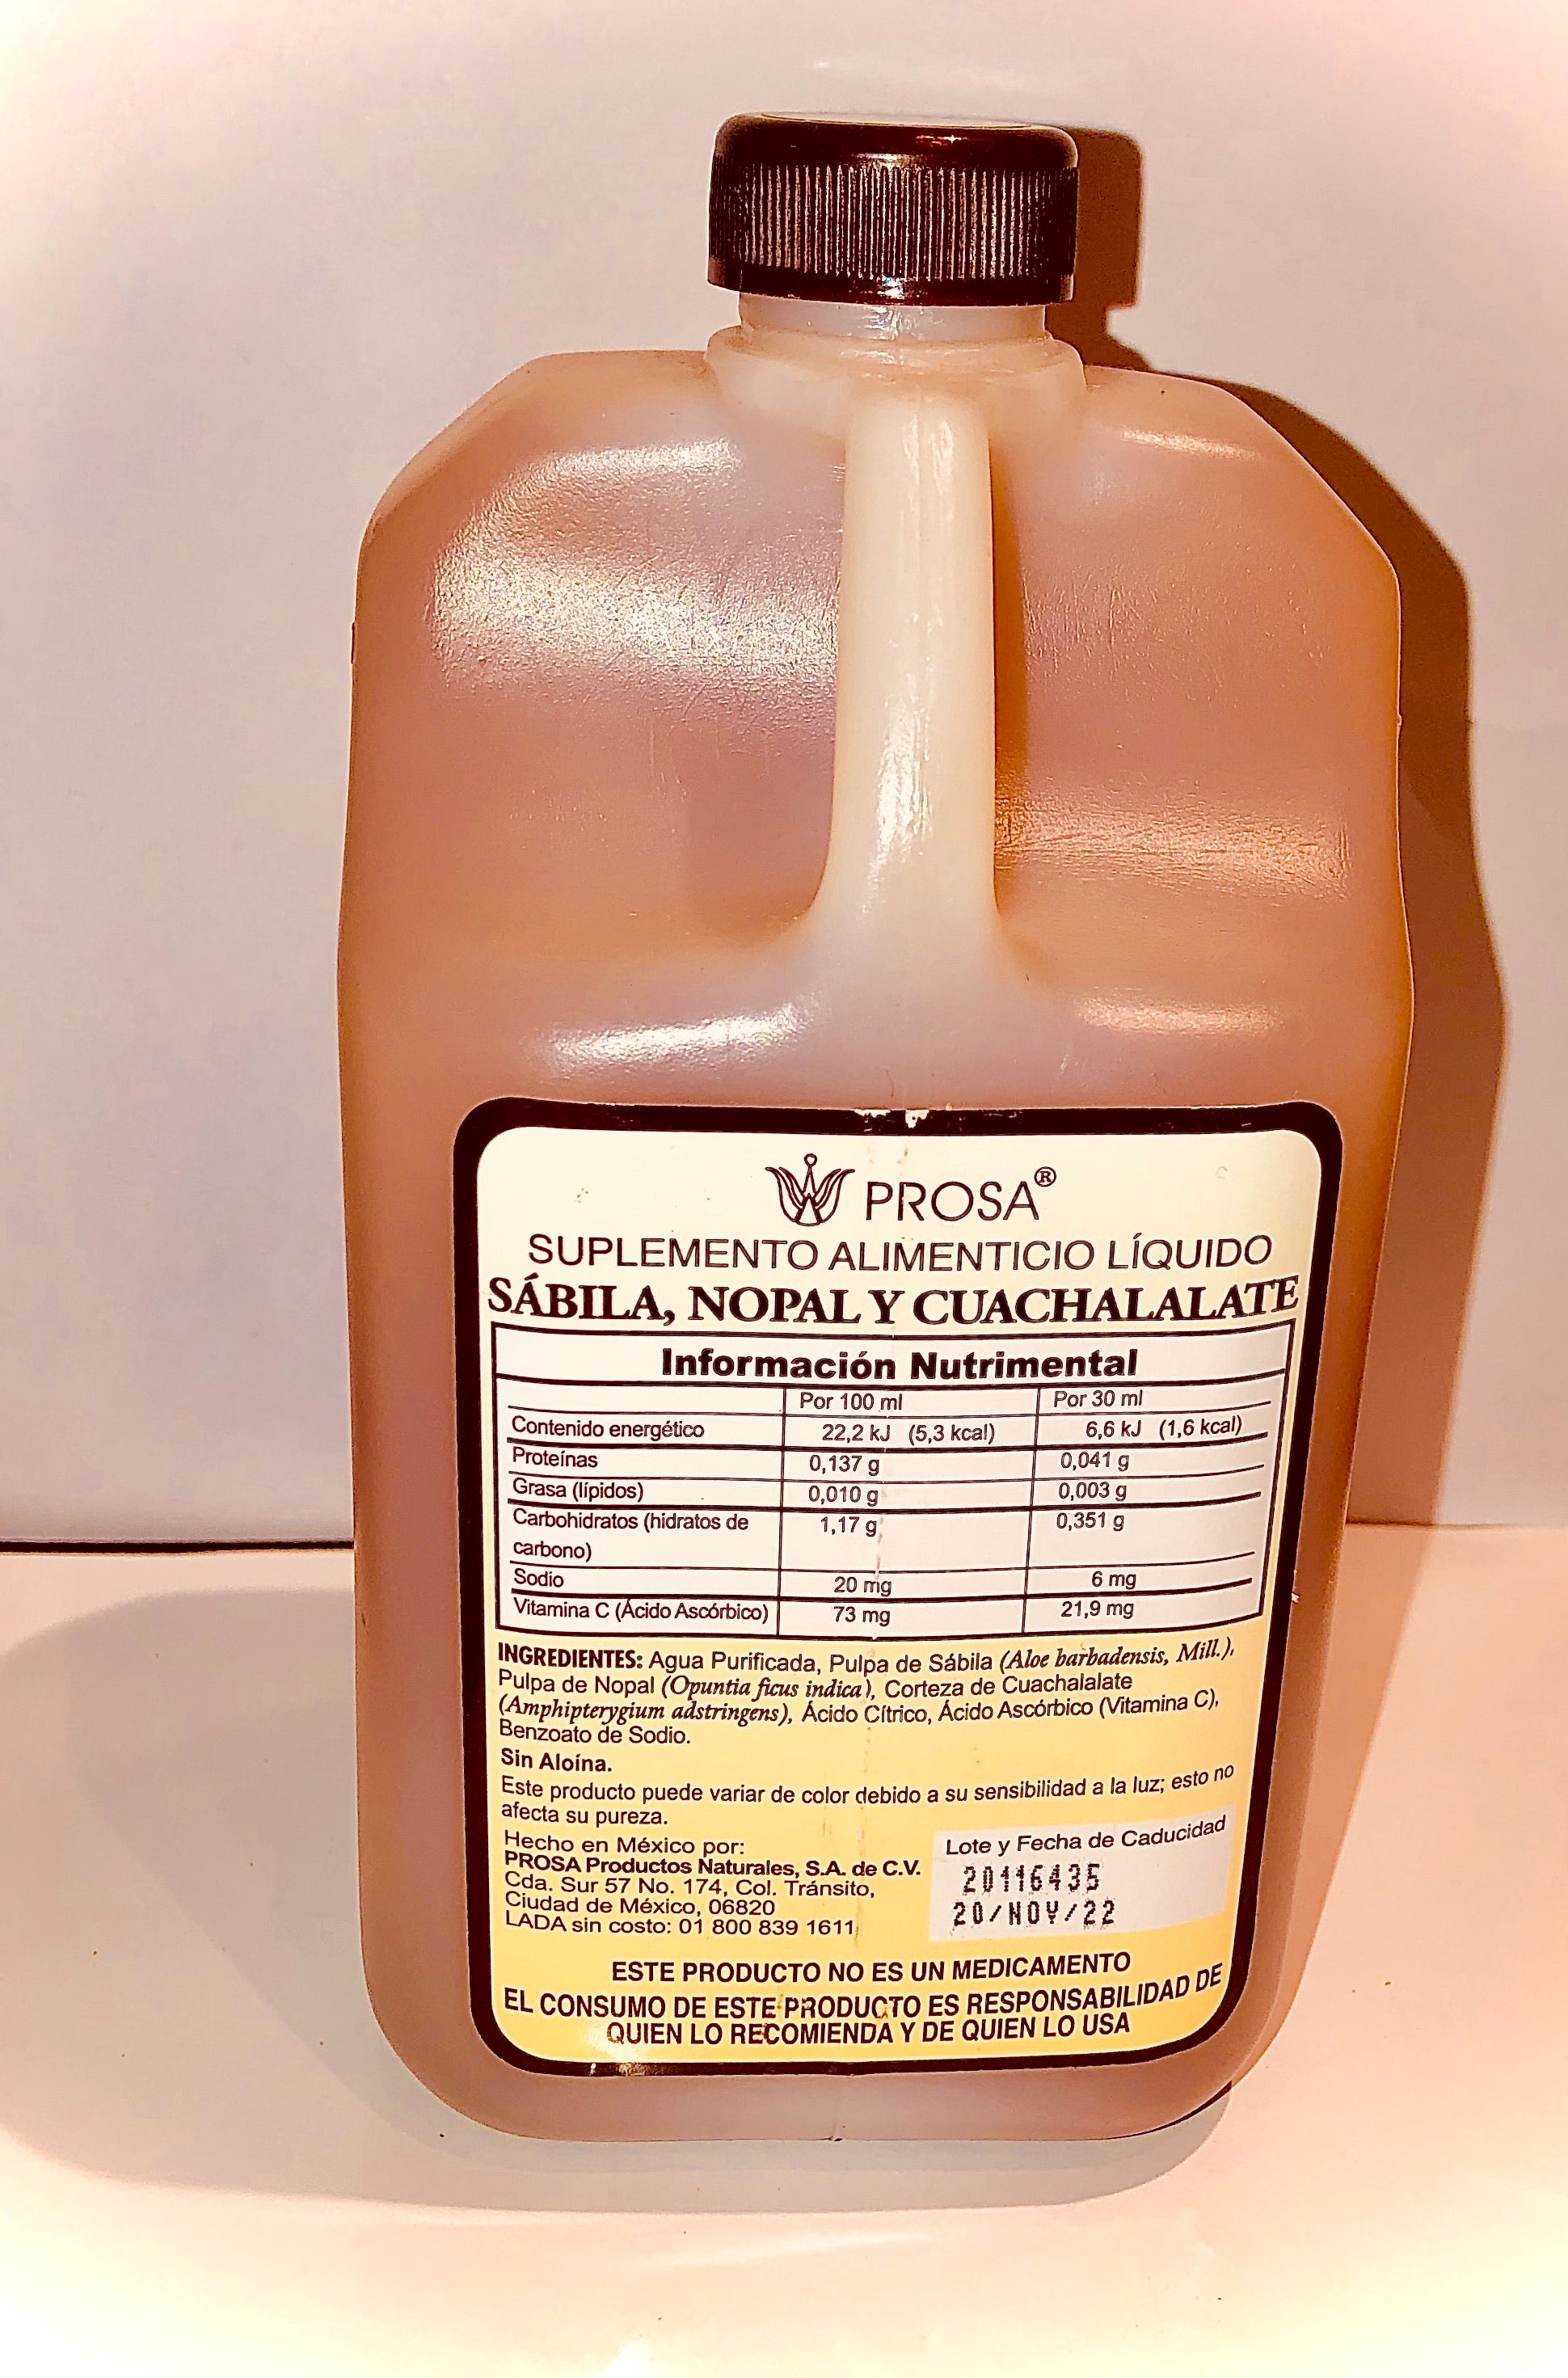 PROSA®
SUPLEMENTO ALIMENTICIO LÍQUIDO
SÁBILA, NOPAL Y CUACHALALATE
Información Nutrimental
Por 100 ml Por 30 ml
Contenido energético 22,2 kJ (5,3 kcal) 6,6 kJ (1,6 kcal)
Proteínas 0,137 g 0,041 g
Grasa (lípidos) 0,010 g 0,003 g
Carbohidratos (hidratos de 1,17 g 0,351 g
carbono)
Sodio 20 mg 6 mg
Vitamina C (Ácido Ascórbico) 73 mg 21,9 mg
INGREDIENTES: Agua Purificada, Pulpa de Sábila (Aloe barbadensis, Mill.),
Pulpa de Nopal (Opuntia ficus indica), Corteza de Cuachalalate
(Amphipterygium adstringens), Ácido Cítrico, Ácido Ascórbico (Vitamina C),
Benzoato de Sodio.
Sin Aloína.
Este producto puede variar de color debido a su sensibilidad a la luz; esto no
afecta su pureza.
Hecho en México por:
PROSA Productos Naturales, S.A. de C.V.
Cda. Sur 57 No. 174, Col. Tránsito,
Ciudad de México, 06820
LADA sin costo: 01 800 839 1611
Lote y Fecha de Caducidad
20116435
20/NOV/22
ESTE PRODUCTO NO ES UN MEDICAMENTO
EL CONSUMO DE ESTE PRODUCTO ES RESPONSABILIDAD DE
QUIEN LO RECOMIENDA Y DE QUIEN LO USA